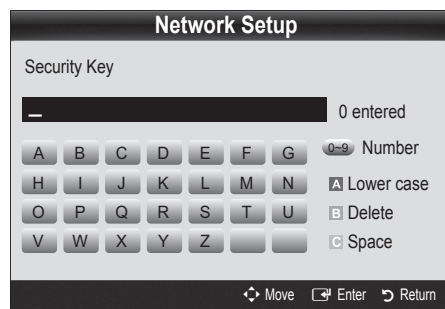 Network Setup
Security Key
_ 0 entered
A B C D E F G 0~9 Number
H I J K L M N A Lower case
O P Q R S T U B Delete
V W X Y Z C Space
Move Enter Return